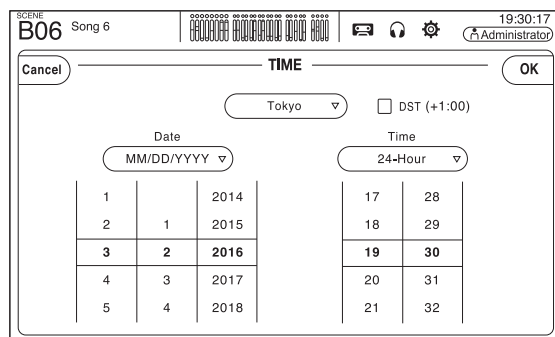 SCENE
B06 Song 6
19:30:17
Administrator
Cancel
TIME
OK
Tokyo
DST (+1:00)
Date
Time
MM/DD/YYYY
24-Hour
1 2014 17 28
2 1 2015 18 29
3 2 2016 19 30
4 3 2017 20 31
5 4 2018 21 32